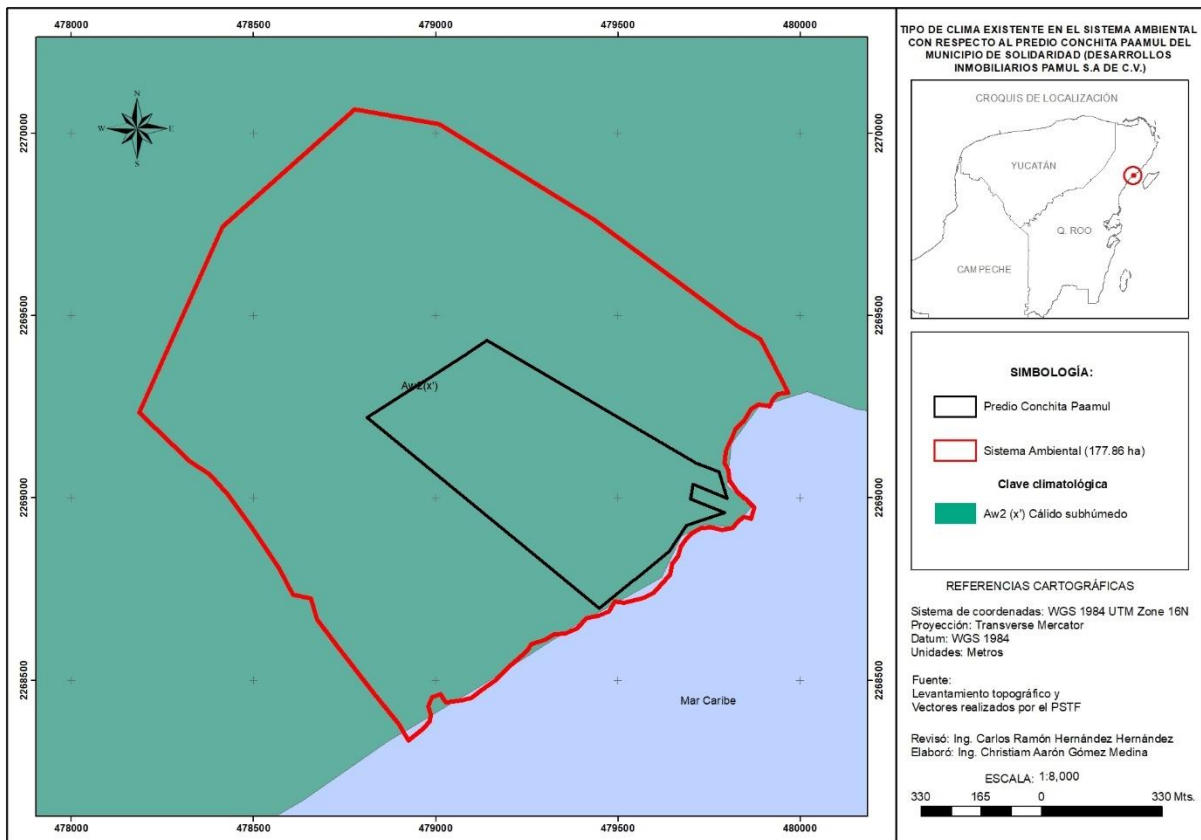 478000 478500 479000 479500 480000
2270000
2269500
2269000
2268500
2270000
2269500
2269000
2268500
N
W E
S
Aw2(x')
Mar Caribe
478000 478500 479000 479500 480000
TIPO DE CLIMA EXISTENTE EN EL SISTEMA AMBIENTAL
CON RESPECTO AL PREDIO CONCHITA PAAMUL DEL
MUNICIPIO DE SOLIDARIDAD (DESARROLLOS
INMOBILIARIOS PAMUL S.A DE C.V.)
CROQUIS DE LOCALIZACIÓN
YUCATÁN
Q. ROO
CAMPECHE
SIMBOLOGÍA:
Predio Conchita Paamul
Sistema Ambiental (177.86 ha)
Clave climatológica
Aw2 (x') Cálido subhúmedo
REFERENCIAS CARTOGRÁFICAS
Sistema de coordenadas: WGS 1984 UTM Zone 16N
Proyección: Transverse Mercator
Datum: WGS 1984
Unidades: Metros
Fuente:
Levantamiento topográfico y
Vectores realizados por el PSTF
Revisó: Ing. Carlos Ramón Hernández Hernández
Elaboró: Ing. Christiam Aarón Gómez Medina
ESCALA: 1:8,000
330 165 0 330 Mts.